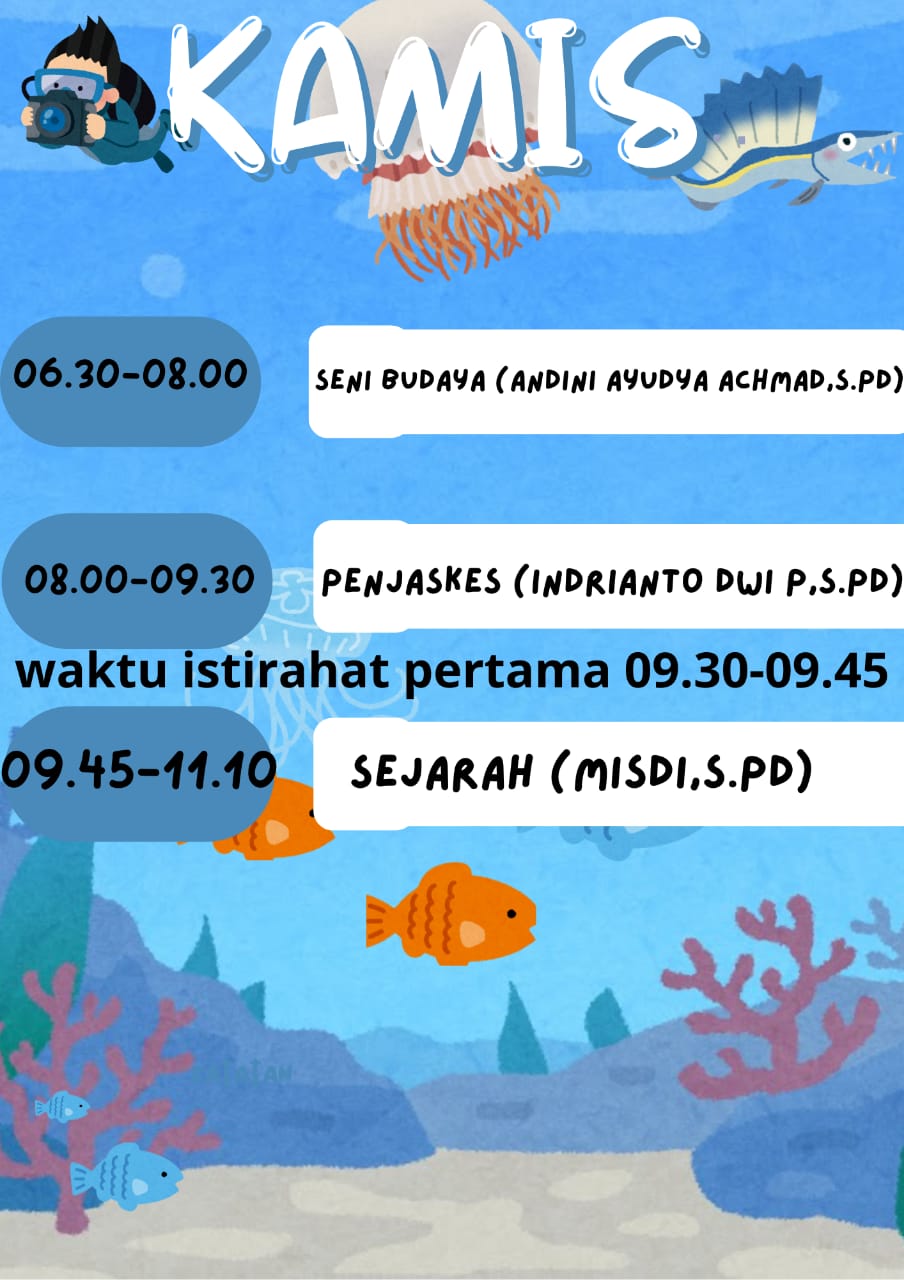 KAMIS
06.30-08.00 SENI BUDAYA (ANDINI AYUDYA ACHMAD,S.PD)
08.00-09.30 PENJASKES (INDRIANTO DWI P,S.PD)
waktu istirahat pertama 09.30-09.45
09.45-11.10 SEJARAH (MISDI,S.PD)